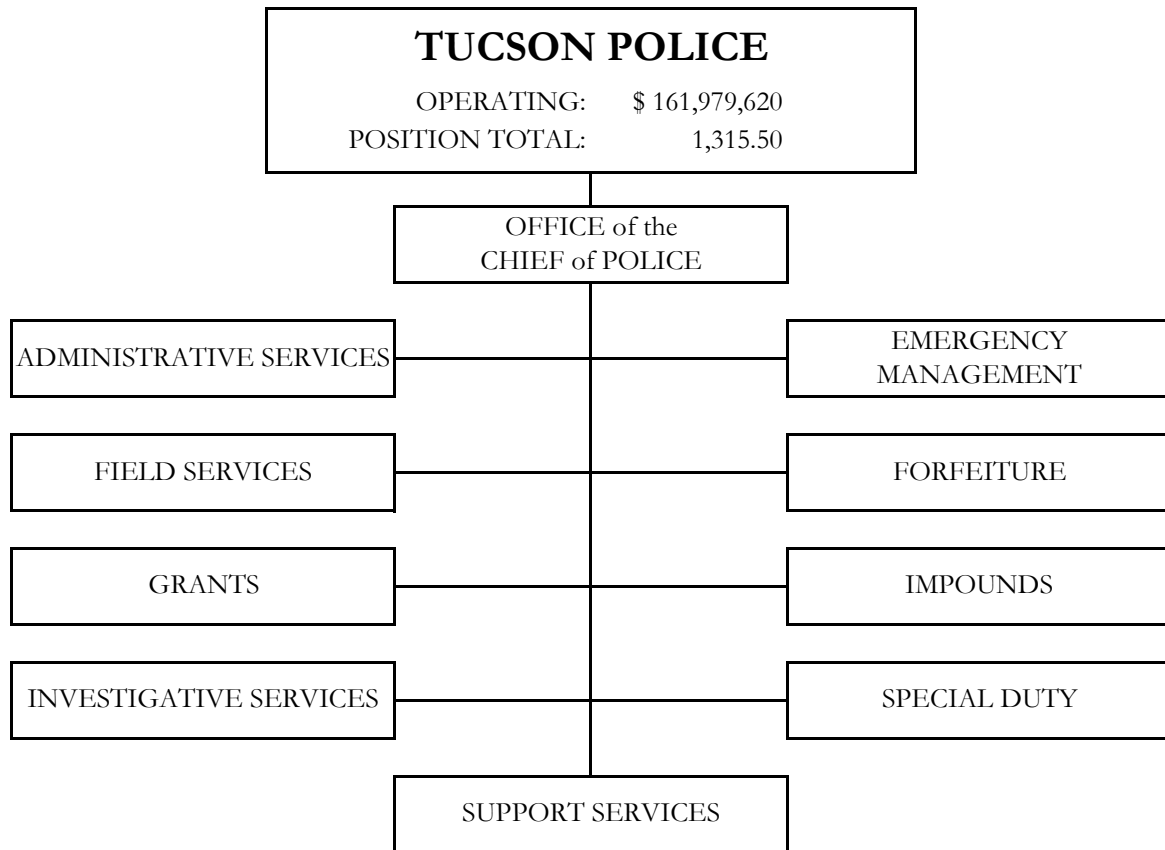 TUCSON POLICE
OPERATING: $ 161,979,620
POSITION TOTAL: 1,315.50
OFFICE of the
CHIEF of POLICE
ADMINISTRATIVE SERVICES
EMERGENCY
MANAGEMENT
FIELD SERVICES
FORFEITURE
GRANTS
IMPOUNDS
INVESTIGATIVE SERVICES
SPECIAL DUTY
SUPPORT SERVICES